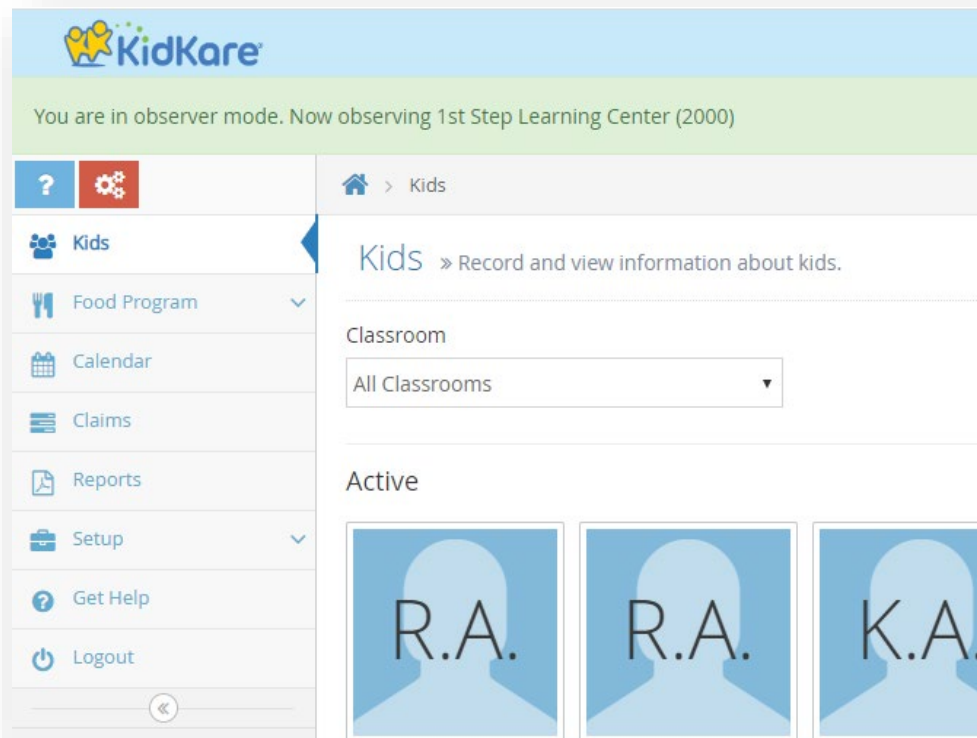 KidKare
You are in observer mode. Now observing 1st Step Learning Center (2000)
?
> Kids
Kids
Food Program
Calendar
Claims
Reports
Setup
Get Help
Logout
«
Kids » Record and view information about kids.
Classroom
All Classrooms
Active
R.A.
R.A.
K.A.